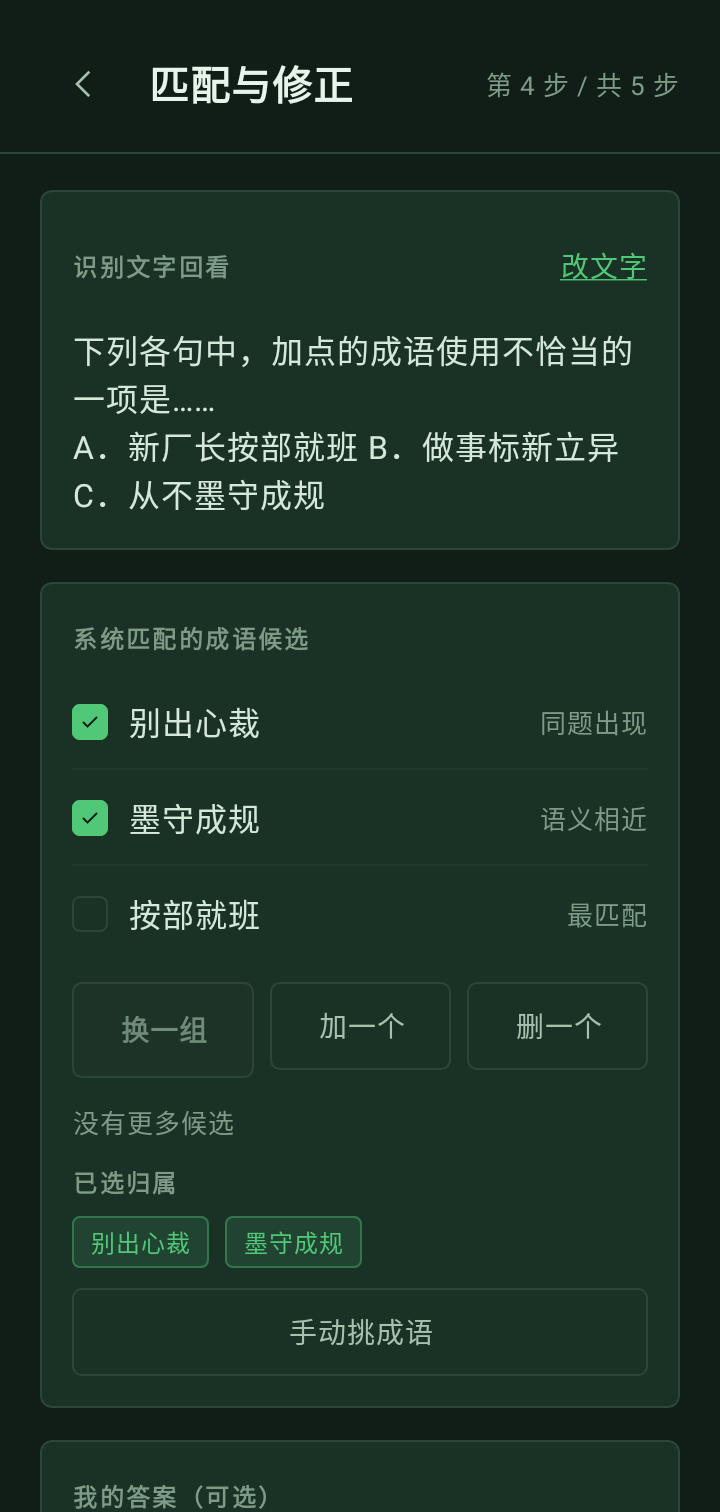 匹配与修正
第 4 步 / 共 5 步
识别文字回看
改文字
下列各句中，加点的成语使用不恰当的
一项是……
A．新厂长按部就班 B．做事标新立异
C．从不墨守成规
系统匹配的成语候选
别出心裁
同题出现
墨守成规
语义相近
按部就班
最匹配
换一组
加一个
删一个
没有更多候选
已选归属
别出心裁
墨守成规
手动挑成语
我的答案（可选）